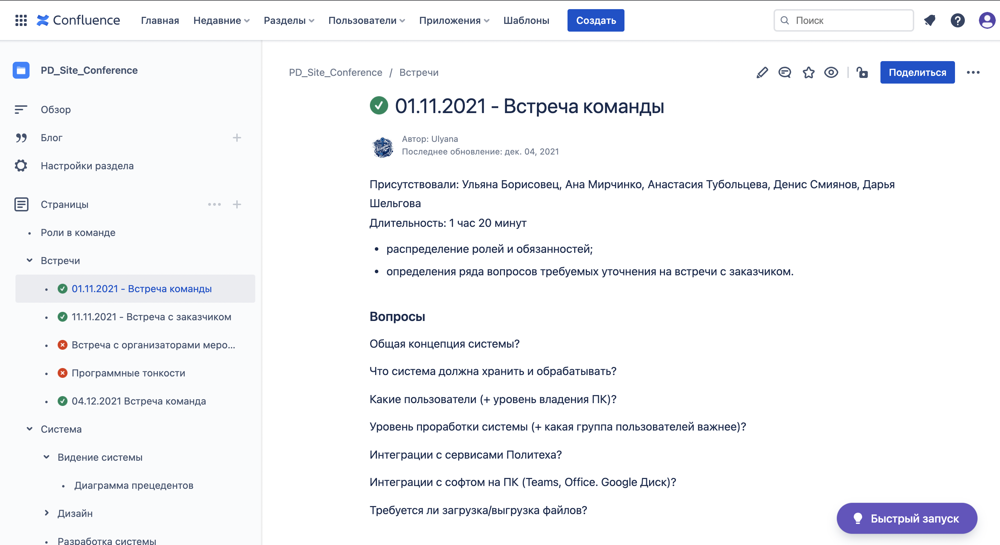 Confluence Главная Недавние Разделы Пользователи Приложения Шаблоны Создать Поиск
PD_Site_Conference
Обзор
Блог
Настройки раздела
Страницы
Роли в команде
Встречи
01.11.2021 - Встреча команды
11.11.2021 - Встреча с заказчиком
Встреча с организаторами меро...
Программные тонкости
04.12.2021 Встреча команда
Система
Видение системы
Диаграмма прецедентов
Дизайн
Разработка системы
PD_Site_Conference / Встречи
Поделиться
01.11.2021 - Встреча команды
Автор: Ulyana
Последнее обновление: дек. 04, 2021
Присутствовали: Ульяна Борисовец, Ана Мирчинко, Анастасия Тубольцева, Денис Смиянов, Дарья
Шельгова
Длительность: 1 час 20 минут
• распределение ролей и обязанностей;
• определения ряда вопросов требуемых уточнения на встречи с заказчиком.
Вопросы
Общая концепция системы?
Что система должна хранить и обрабатывать?
Какие пользователи (+ уровень владения ПК)?
Уровень проработки системы (+ какая группа пользователей важнее)?
Интеграции с сервисами Политеха?
Интеграции с софтом на ПК (Teams, Office. Google Диск)?
Требуется ли загрузка/выгрузка файлов?
Быстрый запуск